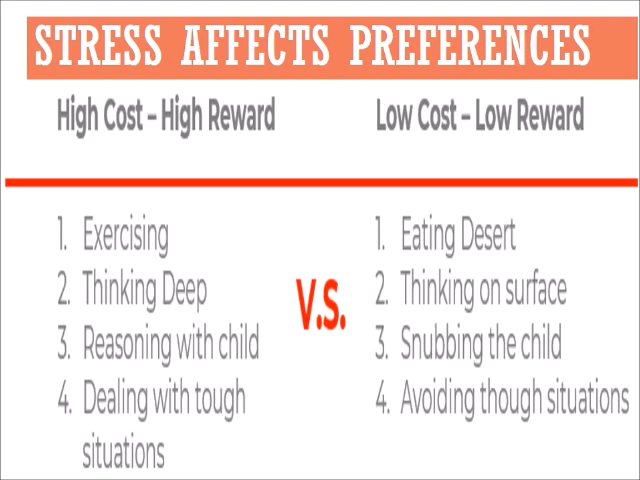 STRESS AFFECTS PREFERENCES
High Cost – High Reward
Low Cost – Low Reward
1. Exercising
2. Thinking Deep
3. Reasoning with child
4. Dealing with tough
situations
V.S.
1. Eating Desert
2. Thinking on surface
3. Snubbing the child
4. Avoiding though situations